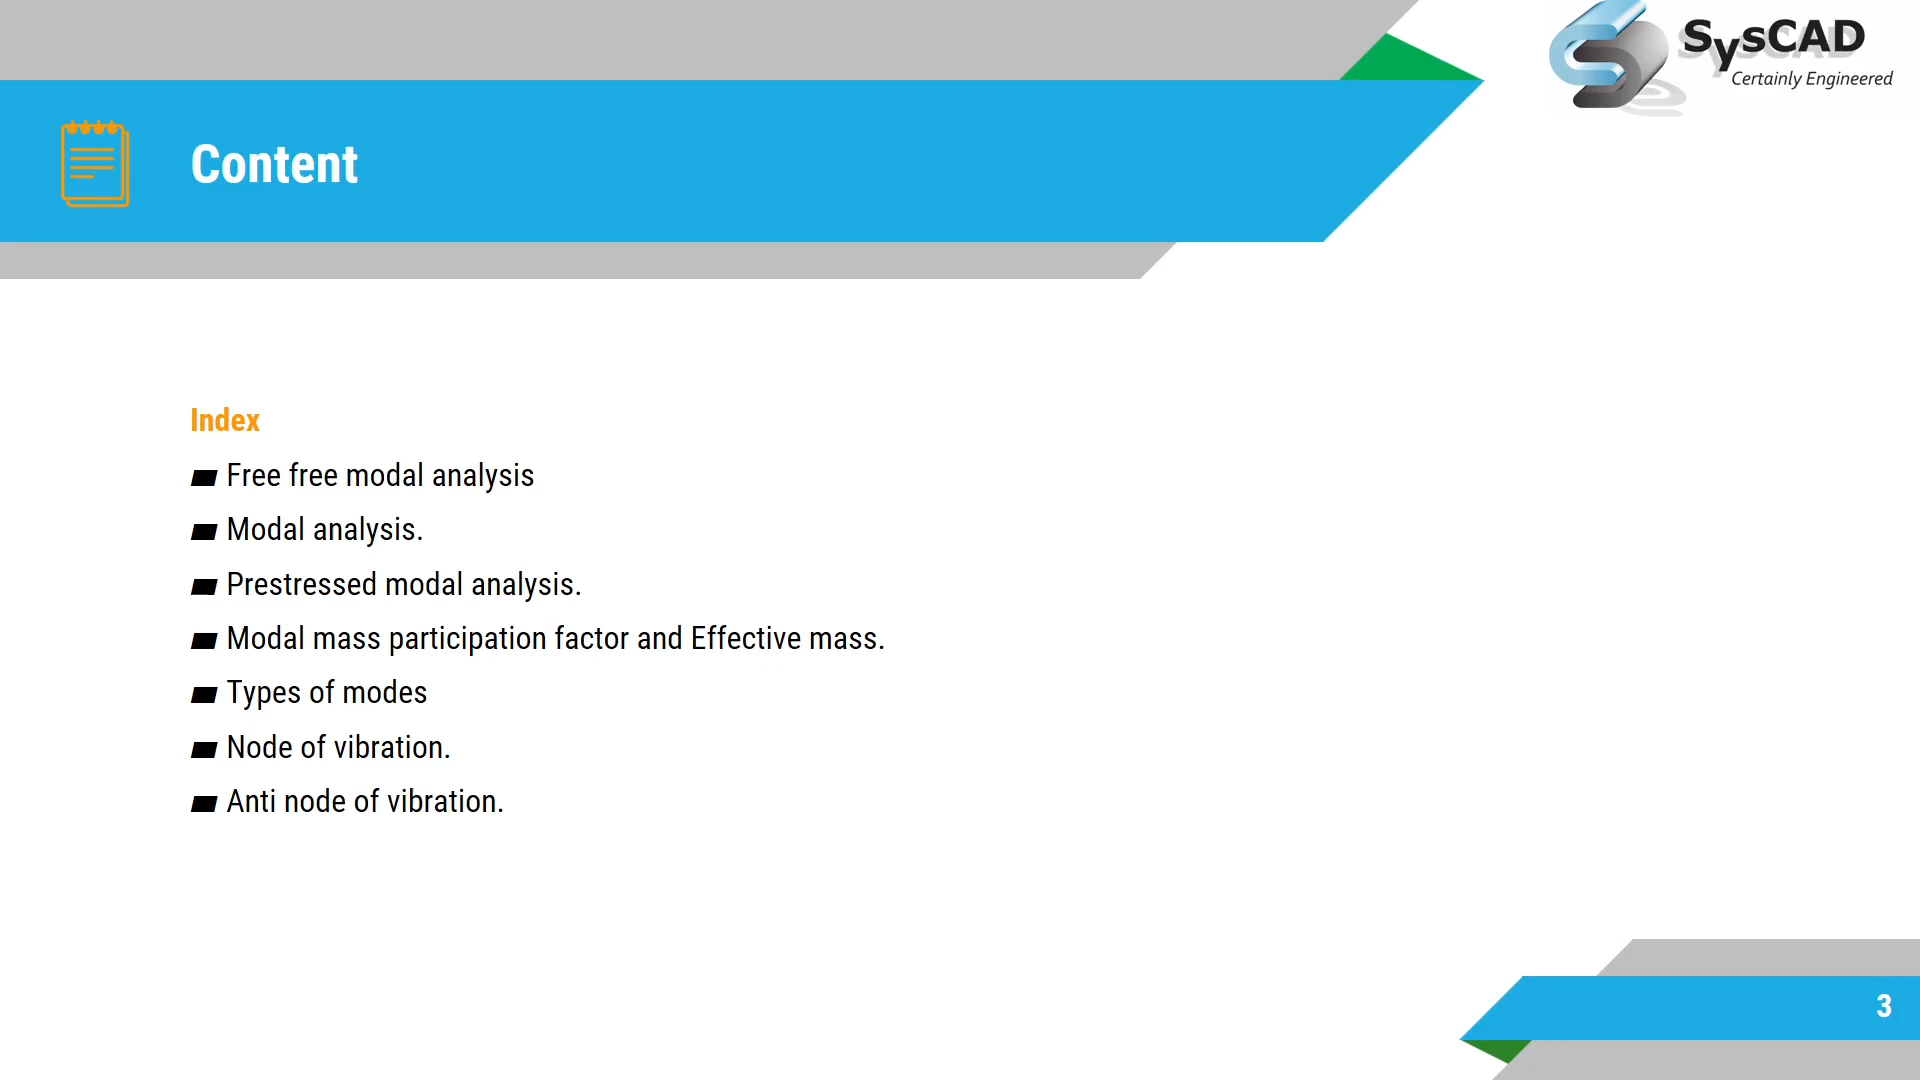 SysCAD
Certainly Engineered
Content
Index
Free free modal analysis
Modal analysis.
Prestressed modal analysis.
Modal mass participation factor and Effective mass.
Types of modes
Node of vibration.
Anti node of vibration.
3